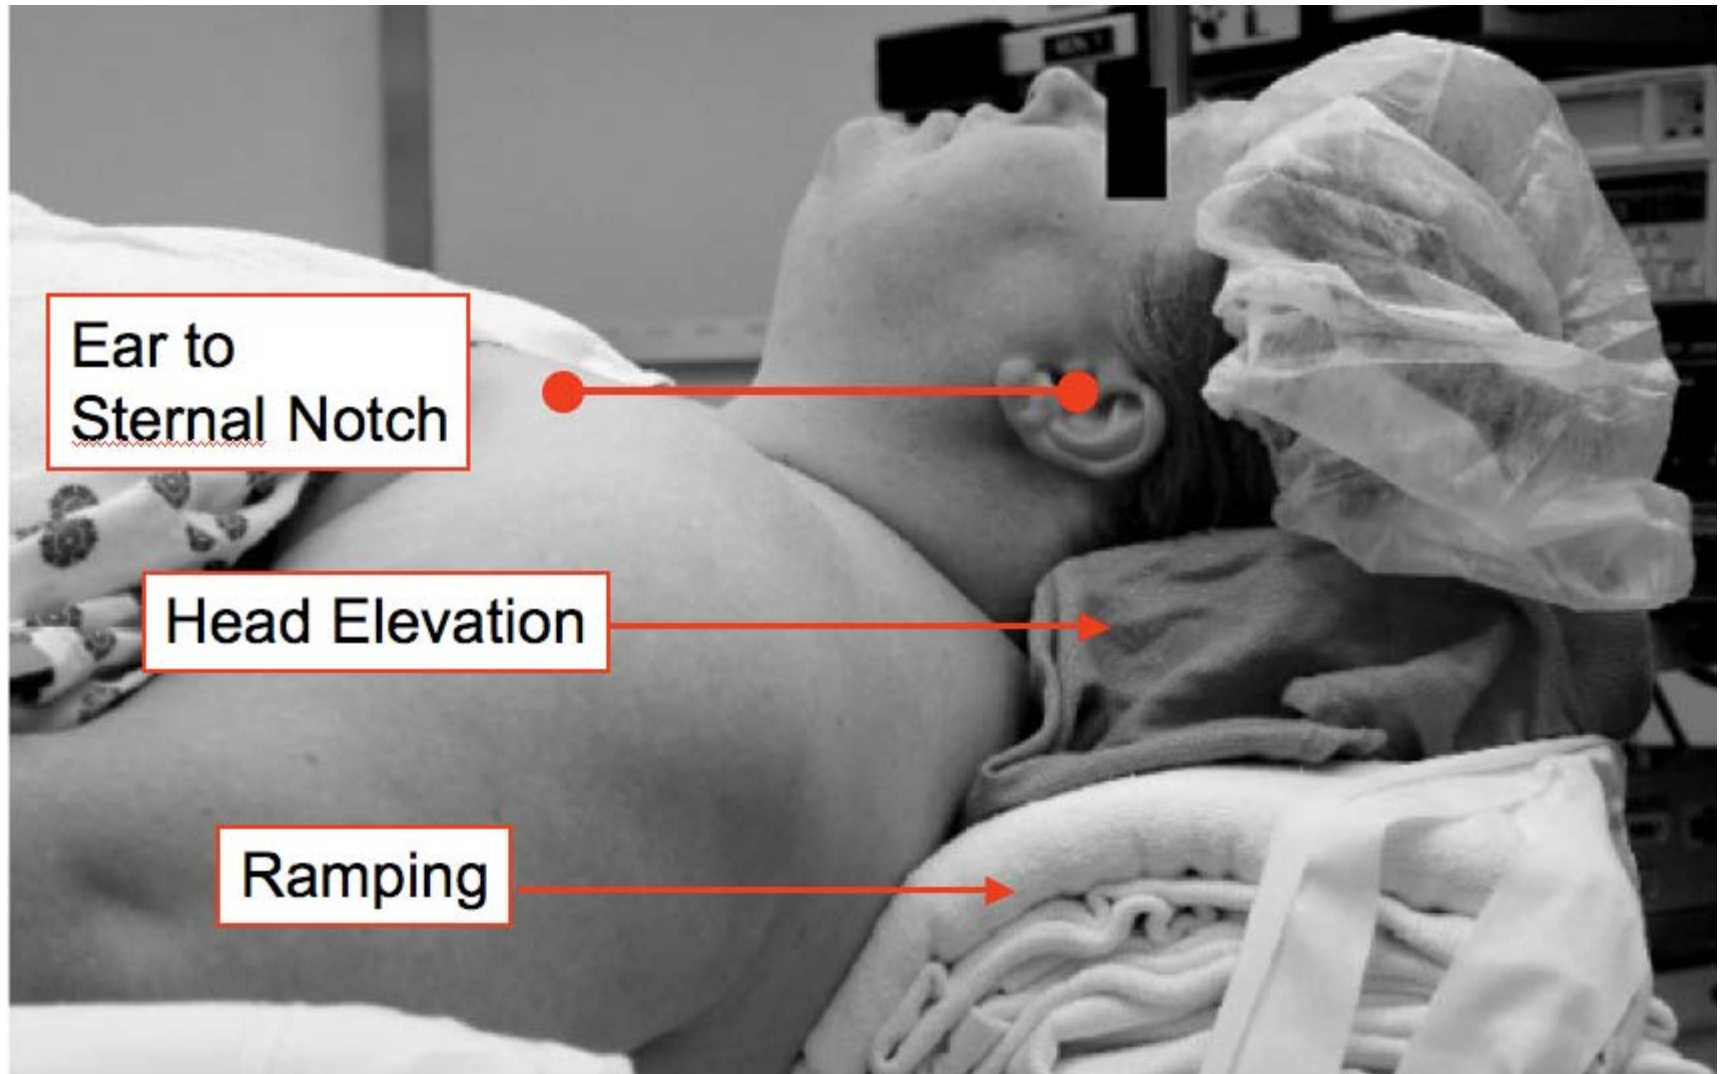 Ear to
Sternal Notch
Head Elevation
Ramping